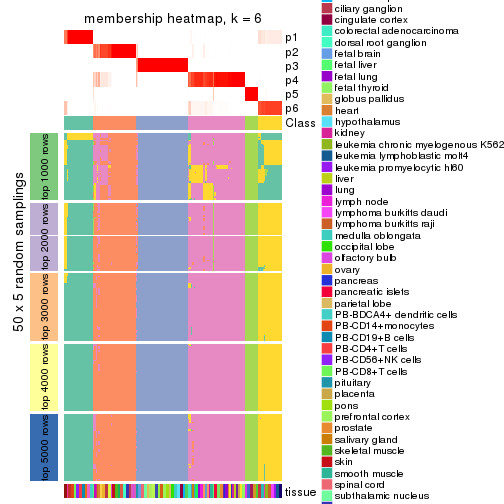 membership heatmap, k = 6
p1
p2
p3
p4
p5
p6
Class
50 x 5 random samplings
top 1000 rows
top 2000 rows
top 3000 rows
top 4000 rows
top 5000 rows
tissue
ciliary ganglion
cingulate cortex
colorectal adenocarcinoma
dorsal root ganglion
fetal brain
fetal liver
fetal lung
fetal thyroid
globus pallidus
heart
hypothalamus
kidney
leukemia chronic myelogenous K562
leukemia lymphoblastic molt4
leukemia promyelocytic hl60
liver
lung
lymph node
lymphoma burkitts daudi
lymphoma burkitts raji
medulla oblongata
occipital lobe
olfactory bulb
ovary
pancreas
pancreatic islets
parietal lobe
PB-BDCA4+ dendritic cells
PB-CD14+monocytes
PB-CD19+B cells
PB-CD4+T cells
PB-CD56+NK cells
PB-CD8+T cells
pituitary
placenta
pons
prefrontal cortex
prostate
salivary gland
skeletal muscle
skin
smooth muscle
spinal cord
subthalamic nucleus